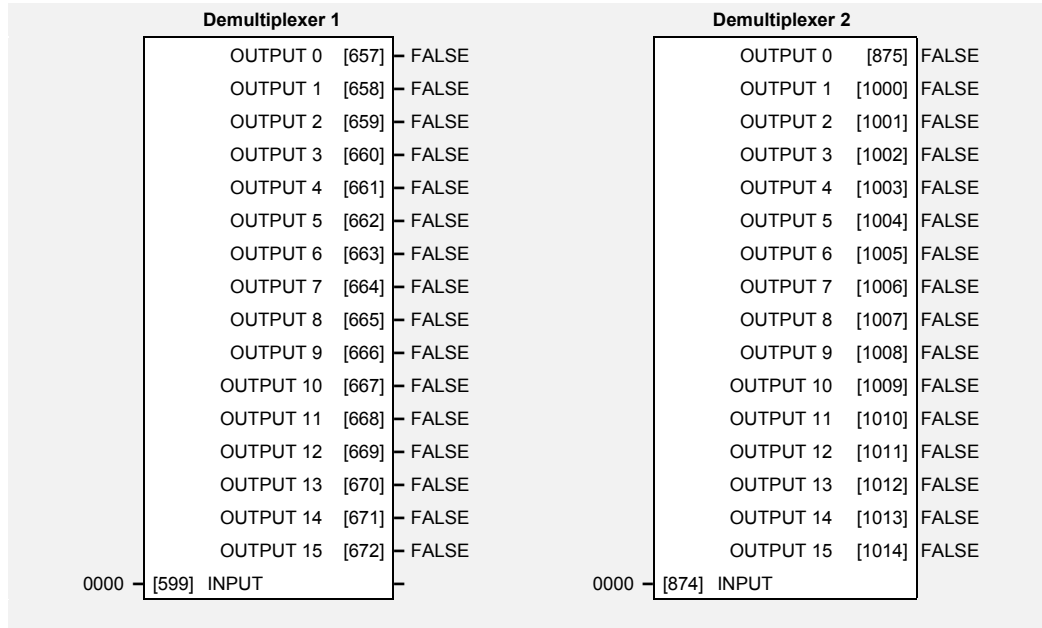 Demultiplexer 1
OUTPUT 0 [657] FALSE
OUTPUT 1 [658] FALSE
OUTPUT 2 [659] FALSE
OUTPUT 3 [660] FALSE
OUTPUT 4 [661] FALSE
OUTPUT 5 [662] FALSE
OUTPUT 6 [663] FALSE
OUTPUT 7 [664] FALSE
OUTPUT 8 [665] FALSE
OUTPUT 9 [666] FALSE
OUTPUT 10 [667] FALSE
OUTPUT 11 [668] FALSE
OUTPUT 12 [669] FALSE
OUTPUT 13 [670] FALSE
OUTPUT 14 [671] FALSE
OUTPUT 15 [672] FALSE
0000 [599] INPUT
Demultiplexer 2
OUTPUT 0 [875] FALSE
OUTPUT 1 [1000] FALSE
OUTPUT 2 [1001] FALSE
OUTPUT 3 [1002] FALSE
OUTPUT 4 [1003] FALSE
OUTPUT 5 [1004] FALSE
OUTPUT 6 [1005] FALSE
OUTPUT 7 [1006] FALSE
OUTPUT 8 [1007] FALSE
OUTPUT 9 [1008] FALSE
OUTPUT 10 [1009] FALSE
OUTPUT 11 [1010] FALSE
OUTPUT 12 [1011] FALSE
OUTPUT 13 [1012] FALSE
OUTPUT 14 [1013] FALSE
OUTPUT 15 [1014] FALSE
0000 [874] INPUT